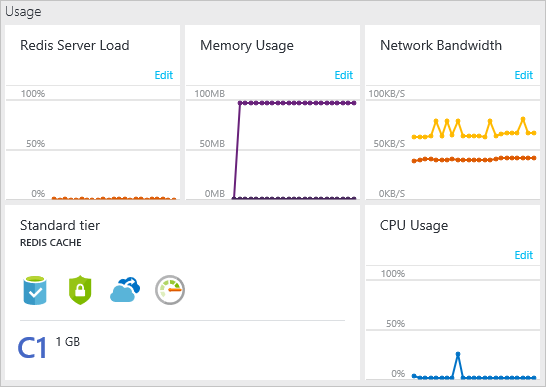 Usage
Redis Server Load
Edit
100%
50%
0%
Memory Usage
Edit
100MB
50MB
0MB
Network Bandwidth
Edit
100KB/S
50KB/S
0KB/S
Standard tier
REDIS CACHE
C1 1 GB
CPU Usage
Edit
100%
50%
0%